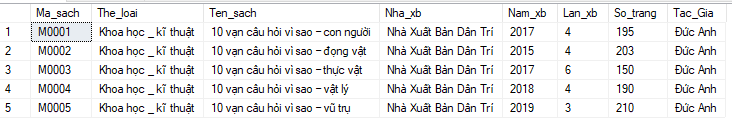 Ma_sach The_loai Ten_sach Nha_xb Nam_xb Lan_xb So_trang Tac_Gia
1 M0001 Khoa học _ kĩ thuật 10 vạn câu hỏi vì sao – con người Nhà Xuất Bản Dân Trí 2017 4 195 Đức Anh
2 M0002 Khoa học _ kĩ thuật 10 vạn câu hỏi vì sao – đọng vật Nhà Xuất Bản Dân Trí 2015 4 203 Đức Anh
3 M0003 Khoa học _ kĩ thuật 10 vạn câu hỏi vì sao – thực vật Nhà Xuất Bản Dân Trí 2017 6 150 Đức Anh
4 M0004 Khoa học _ kĩ thuật 10 vạn câu hỏi vì sao – vật lý Nhà Xuất Bản Dân Trí 2018 4 190 Đức Anh
5 M0005 Khoa học _ kĩ thuật 10 vạn câu hỏi vì sao – vũ trụ Nhà Xuất Bản Dân Trí 2019 3 210 Đức Anh